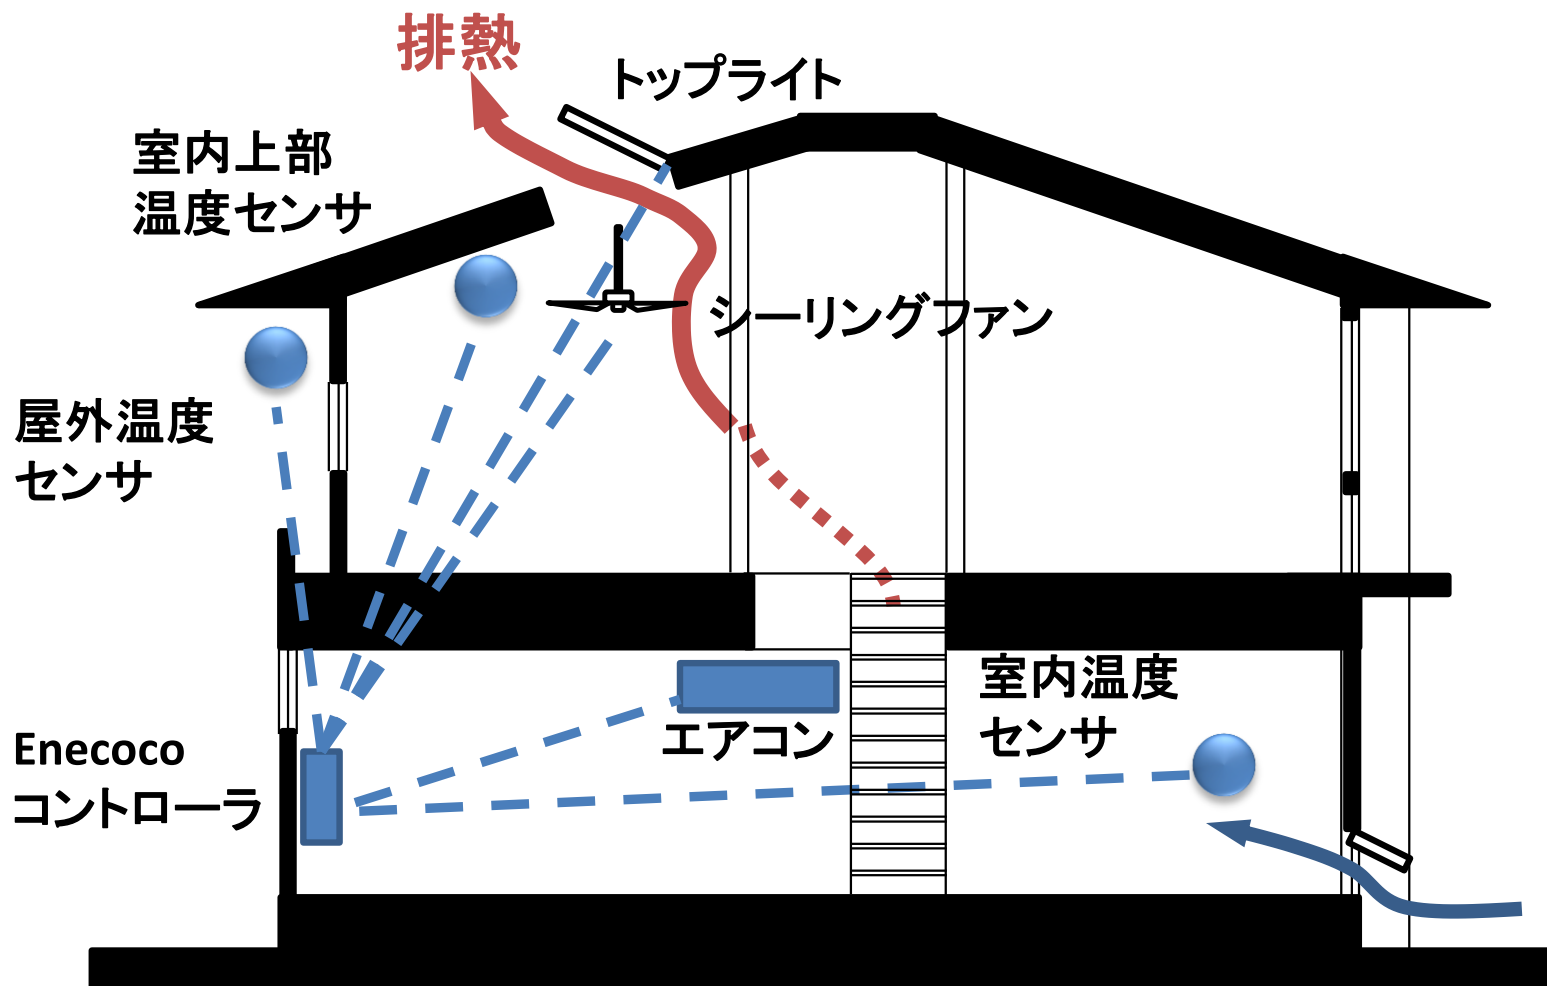 排熱
トップライト
室内上部
温度センサ
シーリングファン
屋外温度
センサ
室内温度
センサ
エアコン
Enecoco
コントローラ